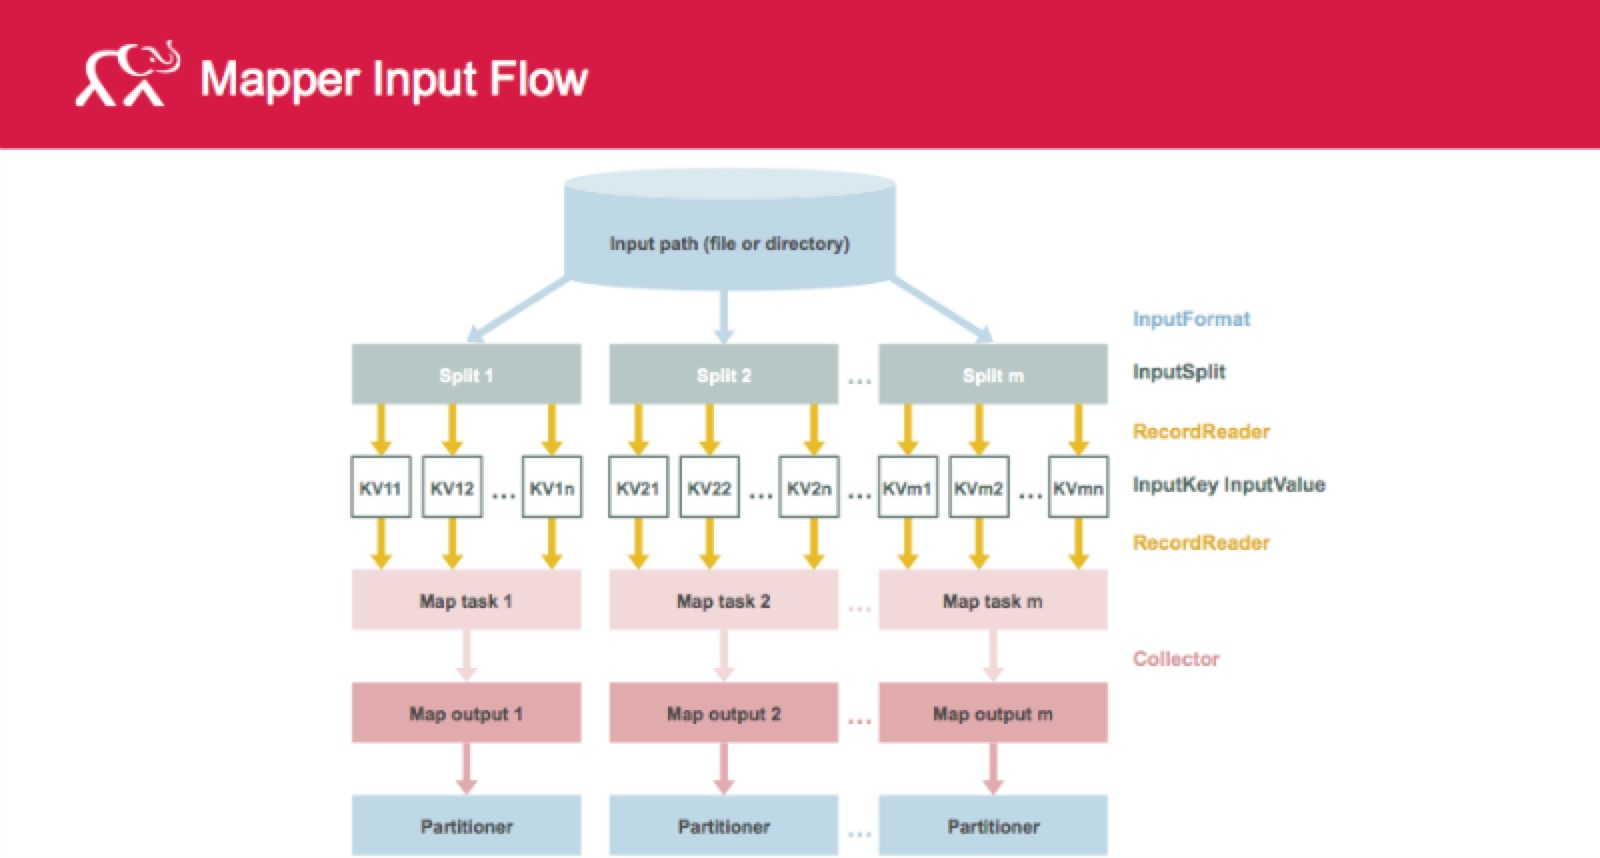 Mapper Input Flow
Input path (file or directory)
InputFormat
Split 1 Split 2 ... Split m InputSplit
RecordReader
KV11 KV12 ... KV1n KV21 KV22 ... KV2n ... KVm1 KVm2 ... KVmn InputKey InputValue
RecordReader
Map task 1 Map task 2 ... Map task m
Collector
Map output 1 Map output 2 ... Map output m
Partitioner Partitioner ... Partitioner